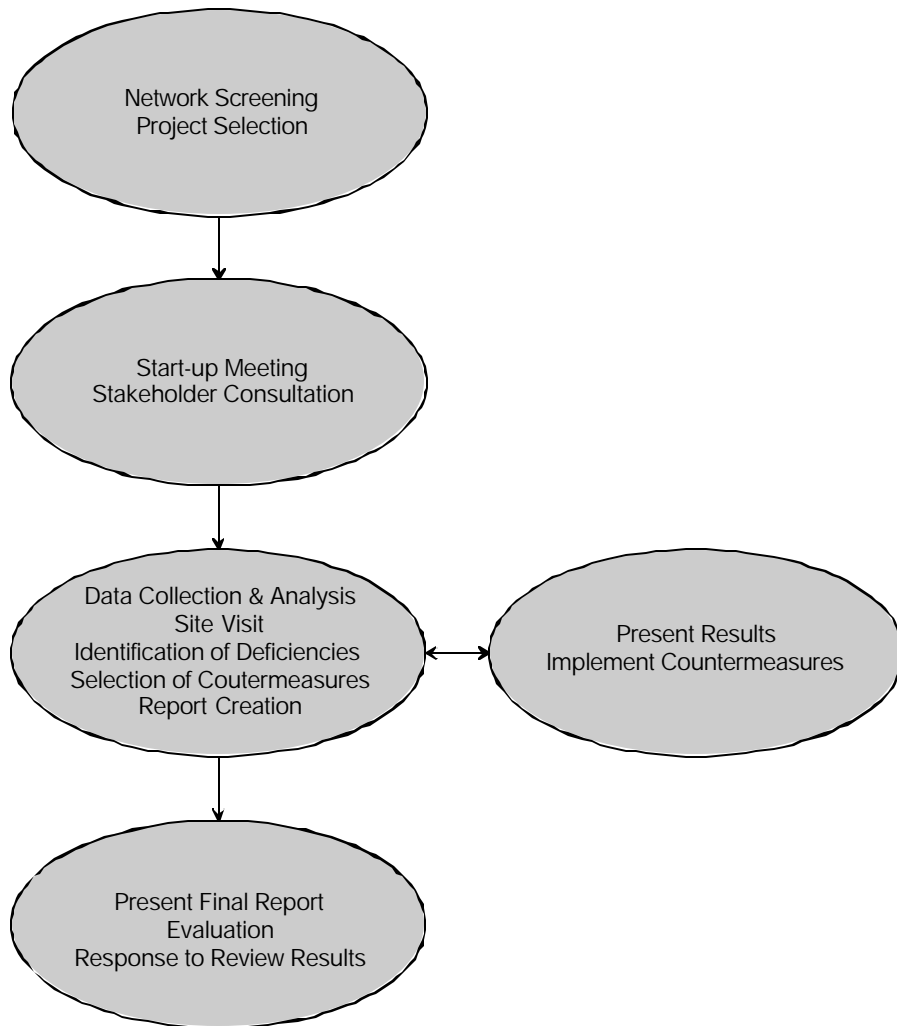 Network Screening
Project Selection
Start-up Meeting
Stakeholder Consultation
Data Collection & Analysis
Site Visit
Identification of Deficiencies
Selection of Coutermeasures
Report Creation
Present Results
Implement Countermeasures
Present Final Report
Evaluation
Response to Review Results